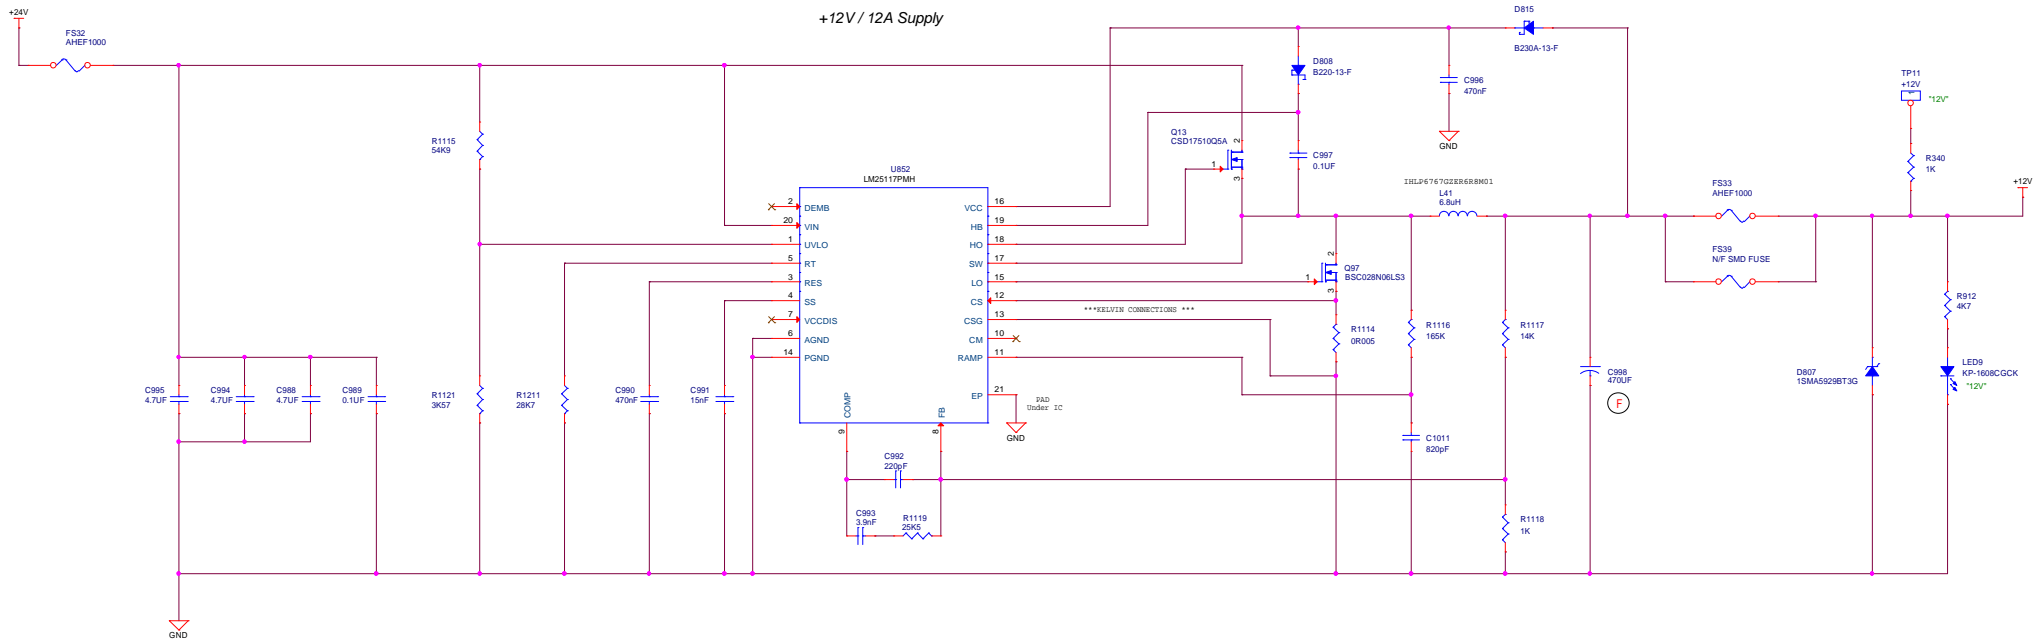 +12V / 12A Supply
+24V
FS32
AHEF1000
R1115
54K9
U852
LM25117PMH
2 DEMB
20 VIN
1 UVLO
5 RT
3 RES
4 SS
7 VCCDIS
6 AGND
14 PGND
VCC 16
HB 19
HO 18
SW 17
LO 15
CS 12
CSG 13
CM 10
RAMP 11
EP 21
COMP
9
FB
8
PAD
Under IC
GND
C995
4.7UF
C994
4.7UF
C988
4.7UF
C989
0.1UF
R1121
3K57
R1211
28K7
C990
470nF
C991
15nF
C992
220pF
C993
3.9nF
R1119
25K5
GND
D815
B230A-13-F
D808
B220-13-F
C996
470nF
GND
Q13
CSD17510Q5A
1
2
3
C997
0.1UF
IHLP6767GZER6R8M01
L41
6.8uH
Q97
BSC028N06LS3
1
2
3
***KELVIN CONNECTIONS ***
R1114
0R005
R1116
165K
R1117
14K
C1011
820pF
R1118
1K
C998
470UF
F
TP11
+12V
"12V"
R340
1K
FS33
AHEF1000
FS39
N/F SMD FUSE
+12V
R912
4K7
D807
1SMA5929BT3G
LED9
KP-1608CGCK
"12V"